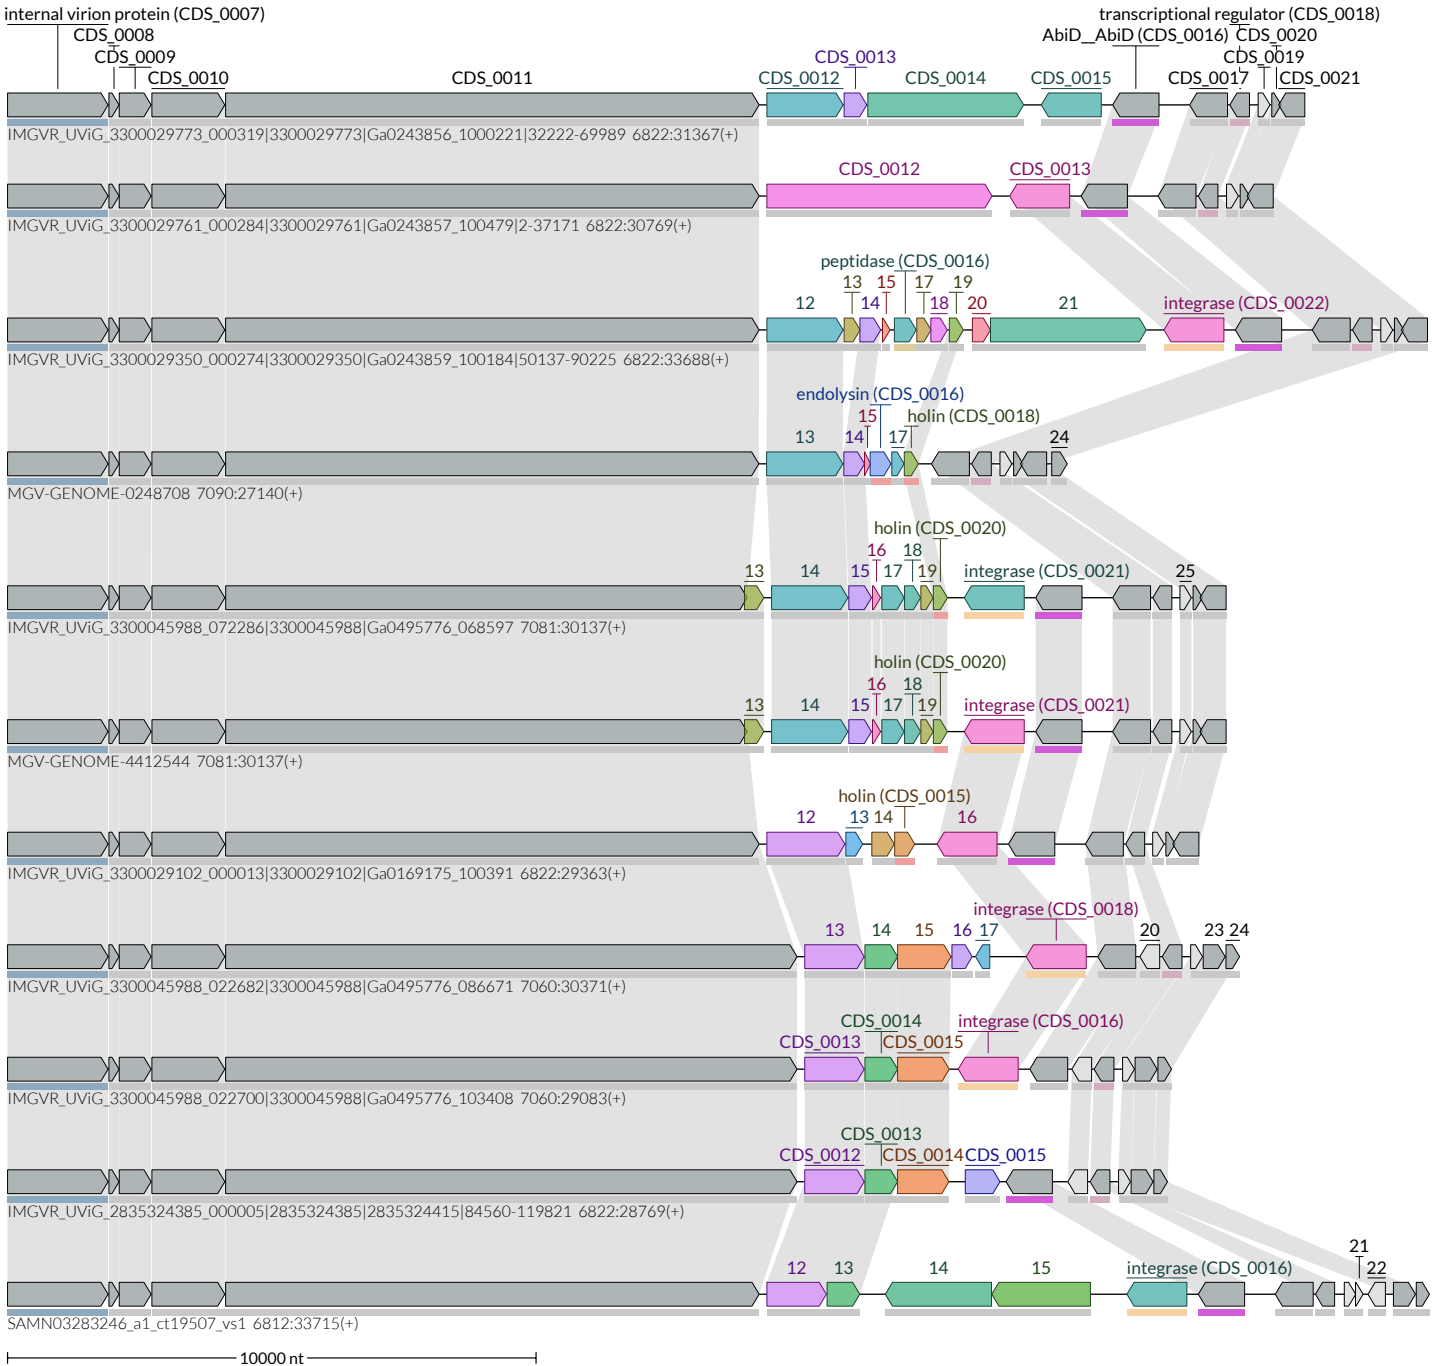 internal virion protein (CDS_0007)
transcriptional regulator (CDS_0018)
CDS_0008
AbiD__AbiD (CDS_0016)
CDS_0020
CDS_0009
CDS_0013
CDS_0019
CDS_0010
CDS_0011
CDS_0012
CDS_0014
CDS_0015
CDS_0017
CDS_0021
IMGVR_UViG_3300029773_000319|3300029773|Ga0243856_1000221|32222-69989 6822:31367(+)
CDS_0012
CDS_0013
IMGVR_UViG_3300029761_000284|3300029761|Ga0243857_100479|2-37171 6822:30769(+)
peptidase (CDS_0016)
13
15
17
19
12
14
18
20
21
integrase (CDS_0022)
IMGVR_UViG_3300029350_000274|3300029350|Ga0243859_100184|50137-90225 6822:33688(+)
endolysin (CDS_0016)
15
holin (CDS_0018)
13
14
17
24
MGV-GENOME-0248708 7090:27140(+)
holin (CDS_0020)
16
18
13
14
15
17
19
integrase (CDS_0021)
25
IMGVR_UViG_3300045988_072286|3300045988|Ga0495776_068597 7081:30137(+)
holin (CDS_0020)
16
18
13
14
15
17
19
integrase (CDS_0021)
MGV-GENOME-4412544 7081:30137(+)
holin (CDS_0015)
12
13
14
16
IMGVR_UViG_3300029102_000013|3300029102|Ga0169175_100391 6822:29363(+)
integrase (CDS_0018)
13
14
15
16
17
20
23
24
IMGVR_UViG_3300045988_022682|3300045988|Ga0495776_086671 7060:30371(+)
CDS_0014
integrase (CDS_0016)
CDS_0013
CDS_0015
IMGVR_UViG_3300045988_022700|3300045988|Ga0495776_103408 7060:29083(+)
CDS_0013
CDS_0012
CDS_0014
CDS_0015
IMGVR_UViG_2835324385_000005|2835324385|2835324415|84560-119821 6822:28769(+)
21
12
13
14
15
integrase (CDS_0016)
22
SAMN03283246_a1_ct19507_vs1 6812:33715(+)
10000 nt